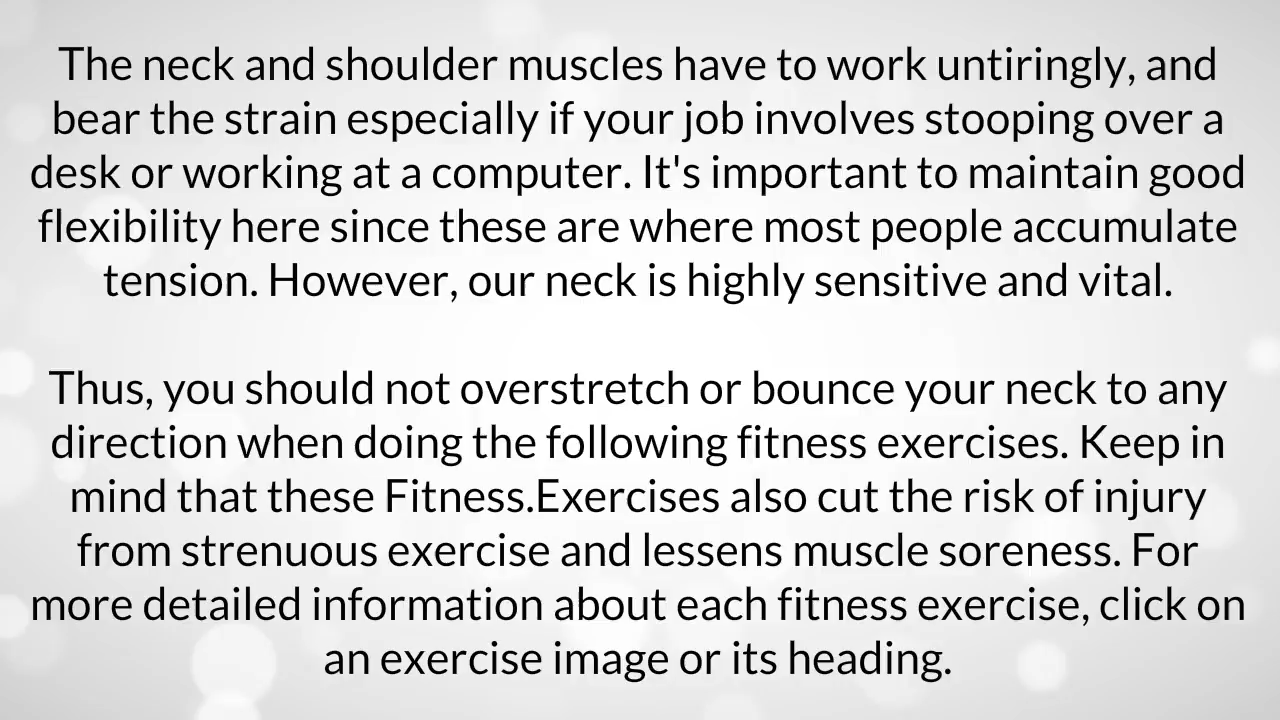 The neck and shoulder muscles have to work untiringly, and
bear the strain especially if your job involves stooping over a
desk or working at a computer. It's important to maintain good
flexibility here since these are where most people accumulate
tension. However, our neck is highly sensitive and vital.
Thus, you should not overstretch or bounce your neck to any
direction when doing the following fitness exercises. Keep in
mind that these Fitness.Exercises also cut the risk of injury
from strenuous exercise and lessens muscle soreness. For
more detailed information about each fitness exercise, click on
an exercise image or its heading.